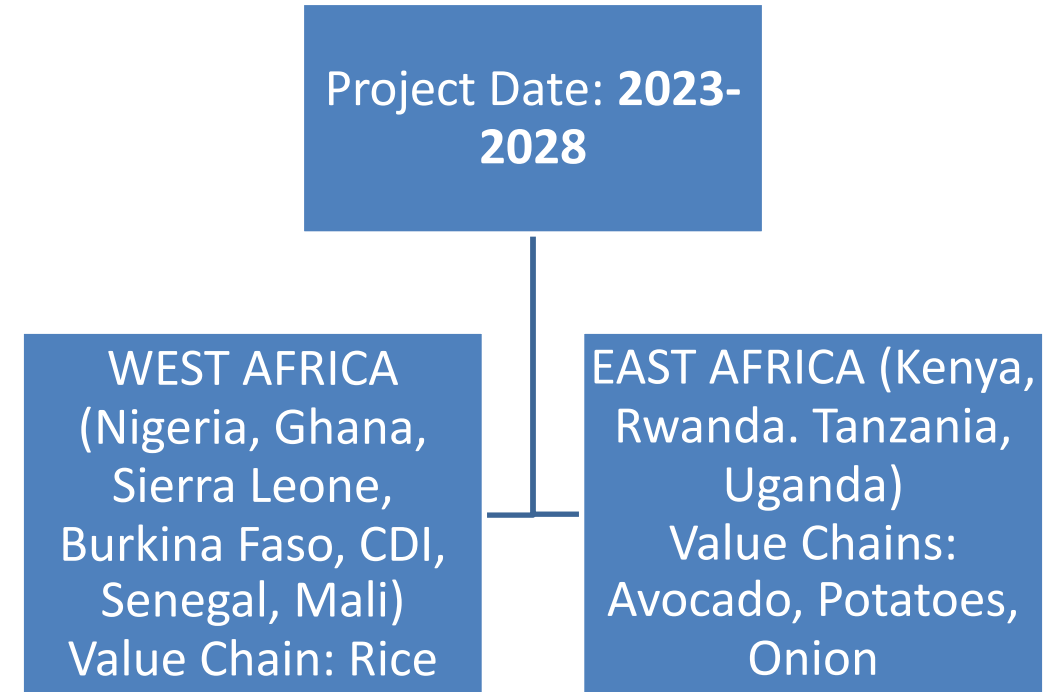 Project Date: 2023-
2028
WEST AFRICA
(Nigeria, Ghana,
Sierra Leone,
Burkina Faso, CDI,
Senegal, Mali)
Value Chain: Rice
EAST AFRICA (Kenya,
Rwanda. Tanzania,
Uganda)
Value Chains:
Avocado, Potatoes,
Onion